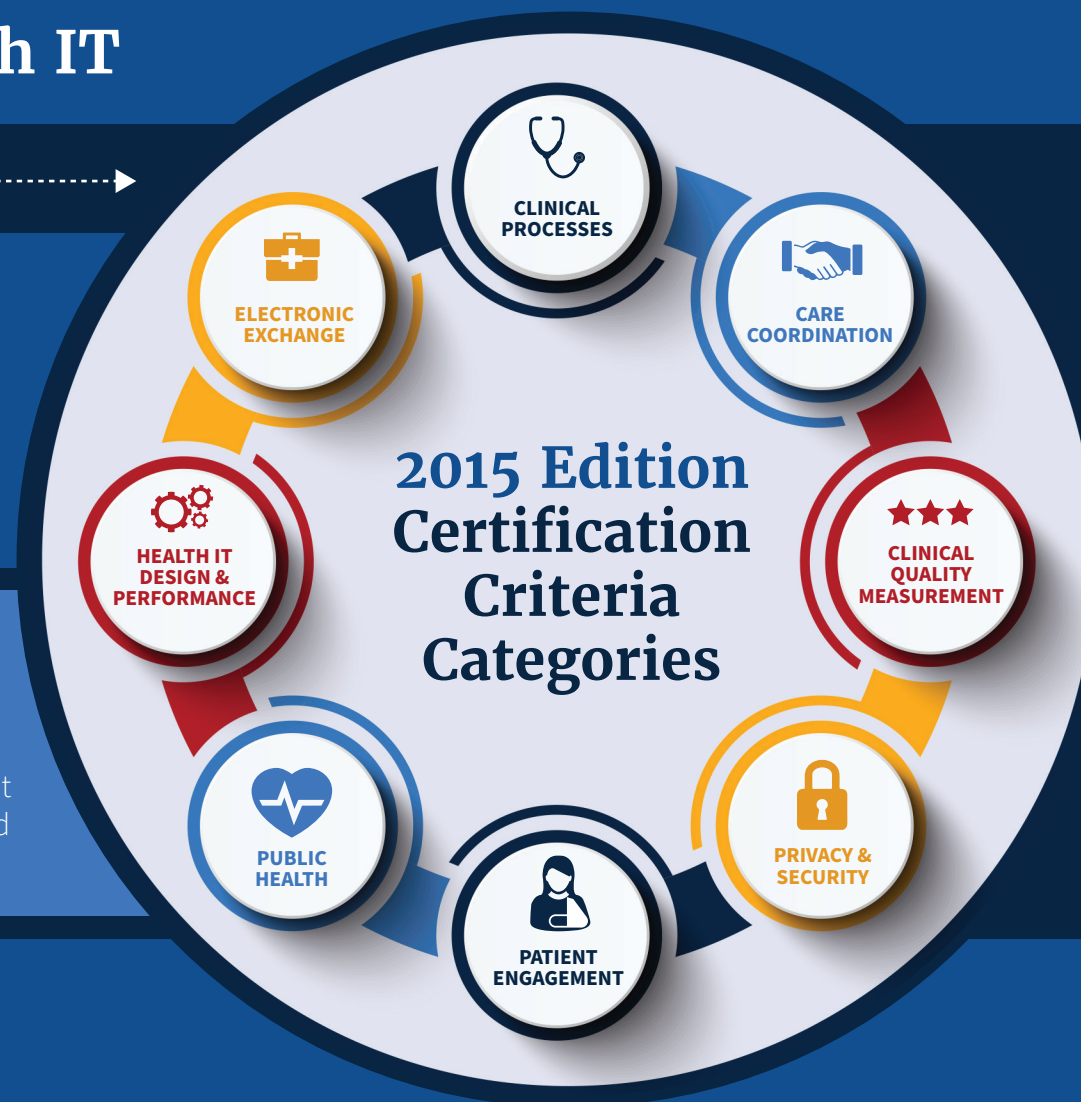 h IT
CLINICAL
PROCESSES
CARE
COORDINATION
CLINICAL
QUALITY
MEASUREMENT
PRIVACY &
SECURITY
PATIENT
ENGAGEMENT
PUBLIC
HEALTH
HEALTH IT
DESIGN &
PERFORMANCE
ELECTRONIC
EXCHANGE
2015 Edition
Certification
Criteria
Categories
t
d